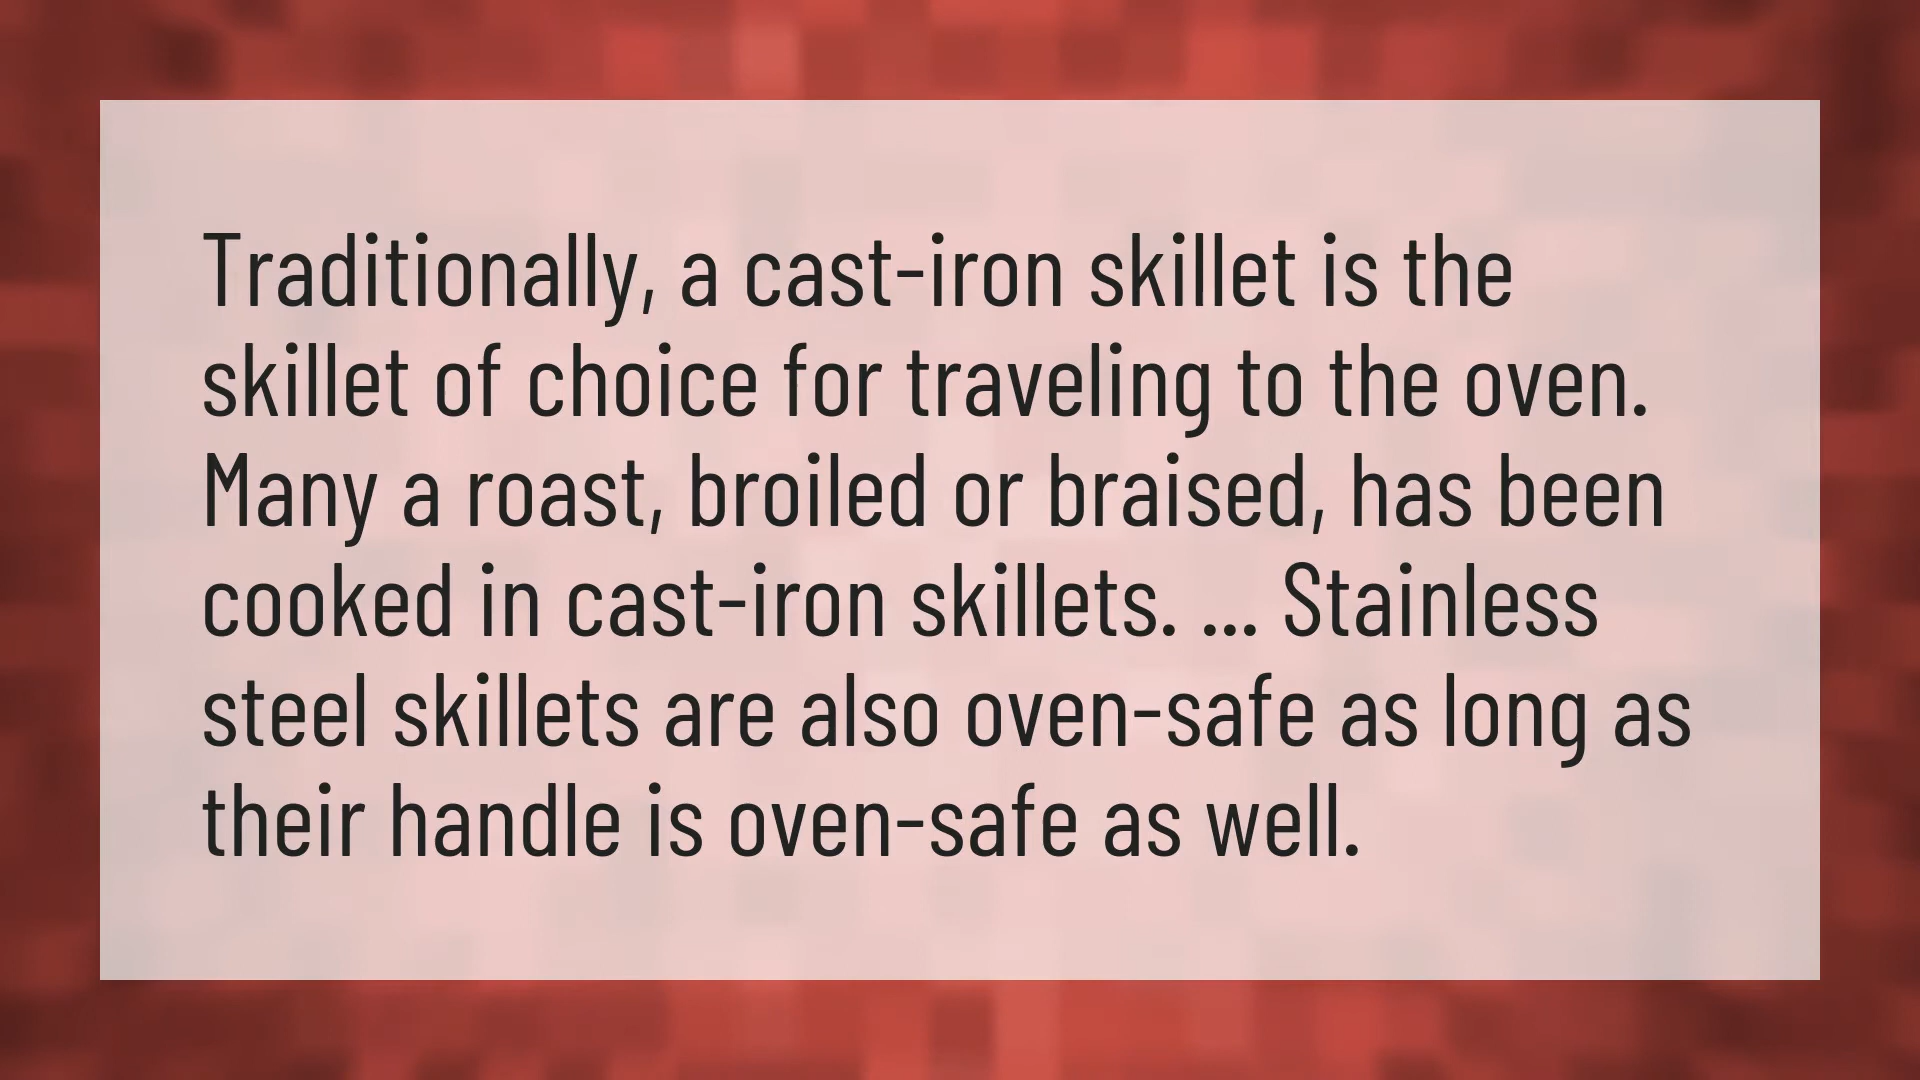 Traditionally, a cast-iron skillet is the
skillet of choice for traveling to the oven.
Many a roast, broiled or braised, has been
cooked in cast-iron skillets. ... Stainless
steel skillets are also oven-safe as long as
their handle is oven-safe as well.